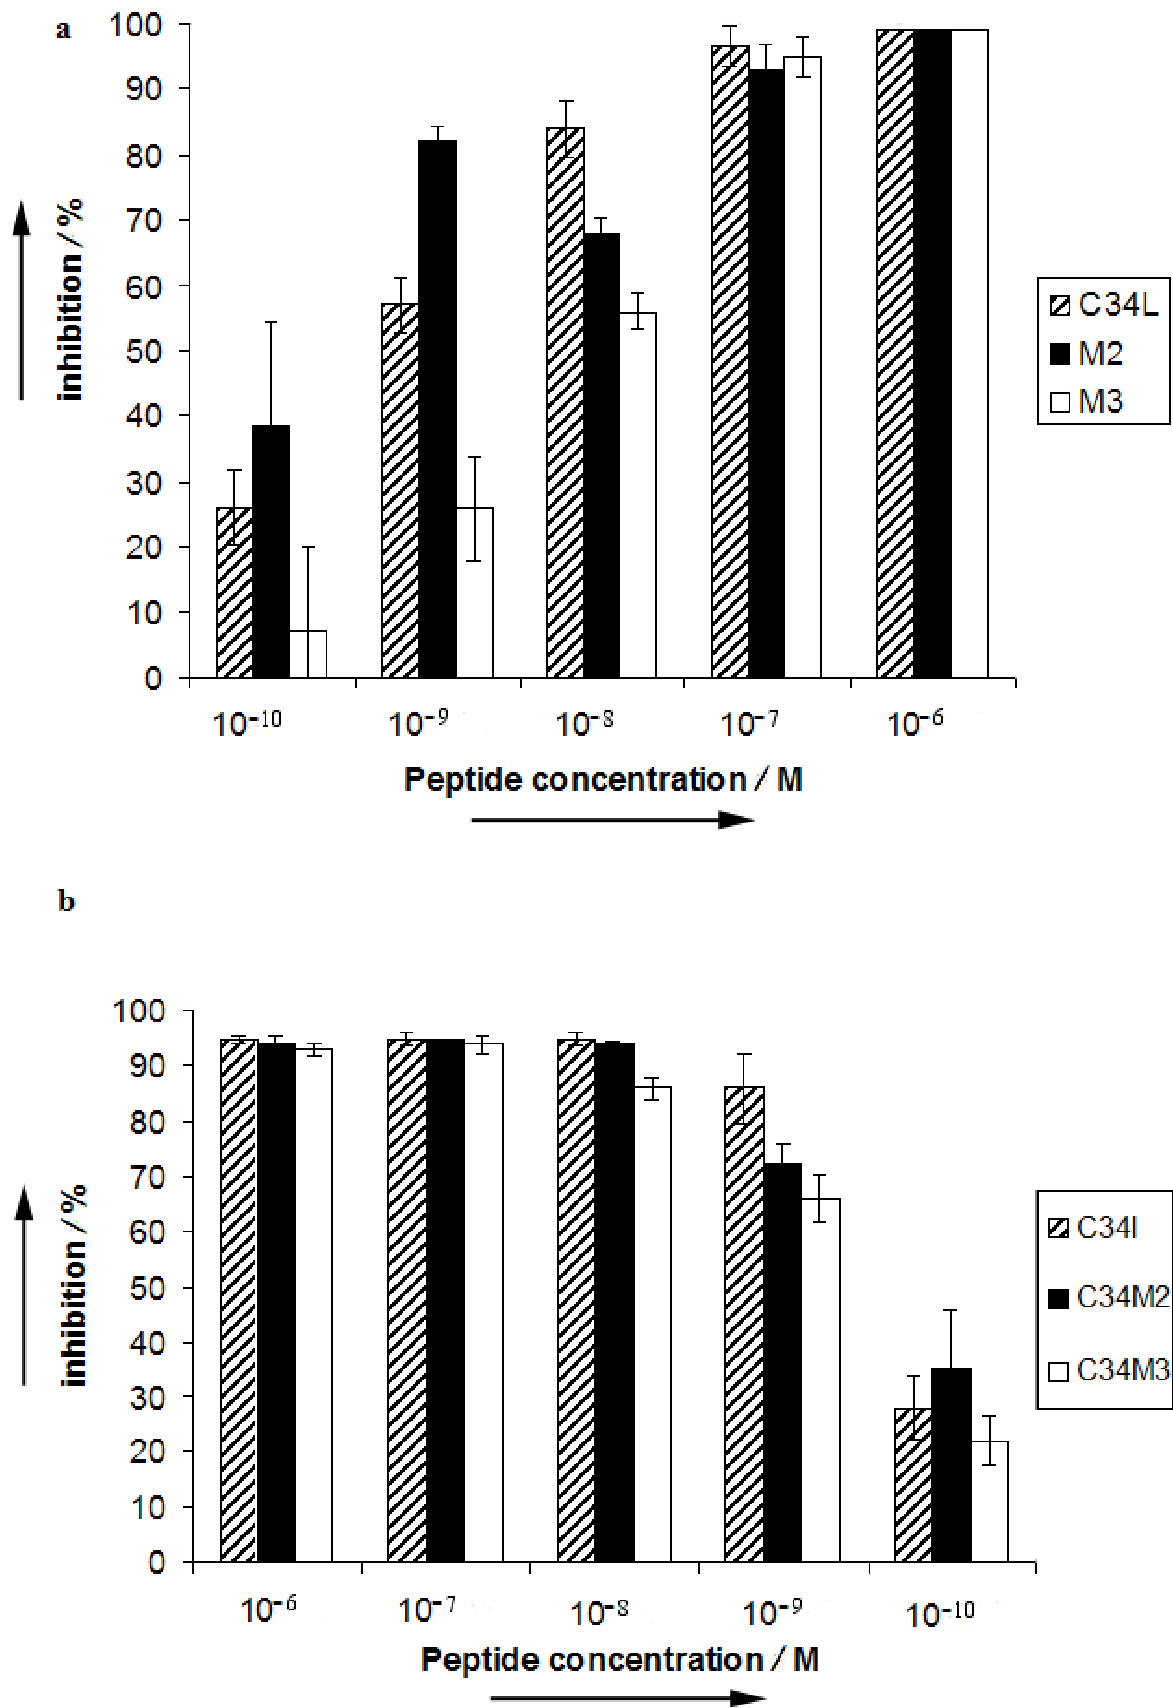 a
inhibition / %
100
90
80
70
60
50
40
30
20
10
0
10⁻¹⁰ 10⁻⁹ 10⁻⁸ 10⁻⁷ 10⁻⁶
Peptide concentration / M
C34L
M2
M3
b
inhibition / %
100
90
80
70
60
50
40
30
20
10
0
10⁻⁶ 10⁻⁷ 10⁻⁸ 10⁻⁹ 10⁻¹⁰
Peptide concentration / M
C34I
C34M2
C34M3